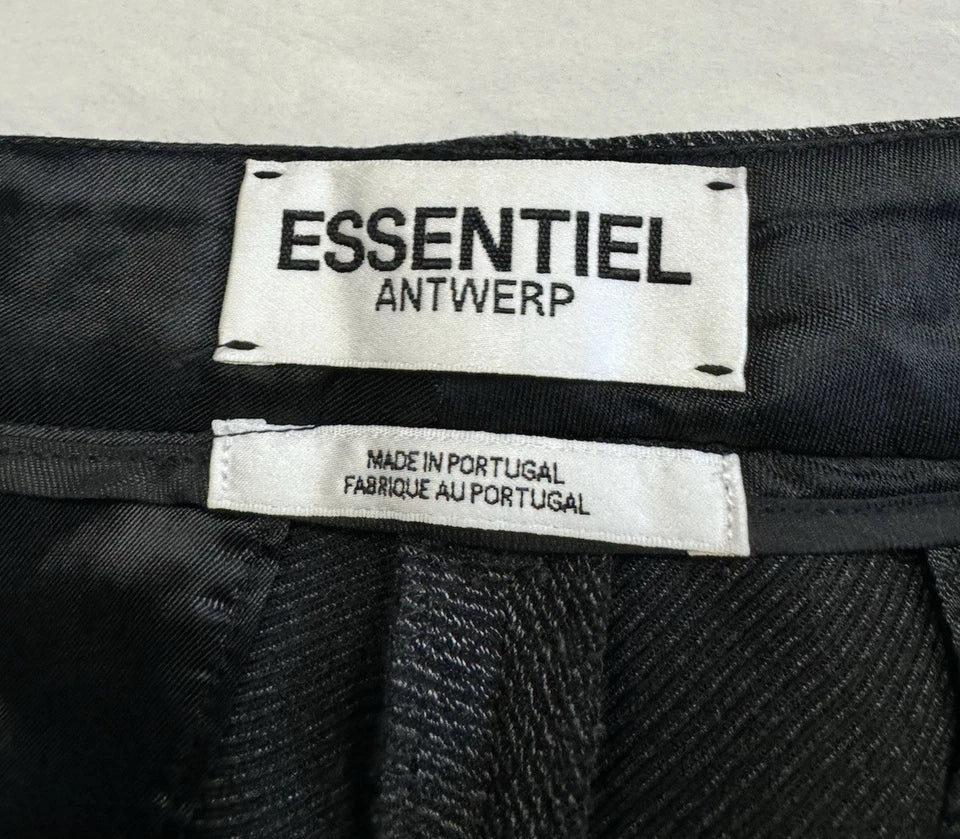 ESSENTIEL
ANTWERP
MADE IN PORTUGAL
FABRIQUE AU PORTUGAL